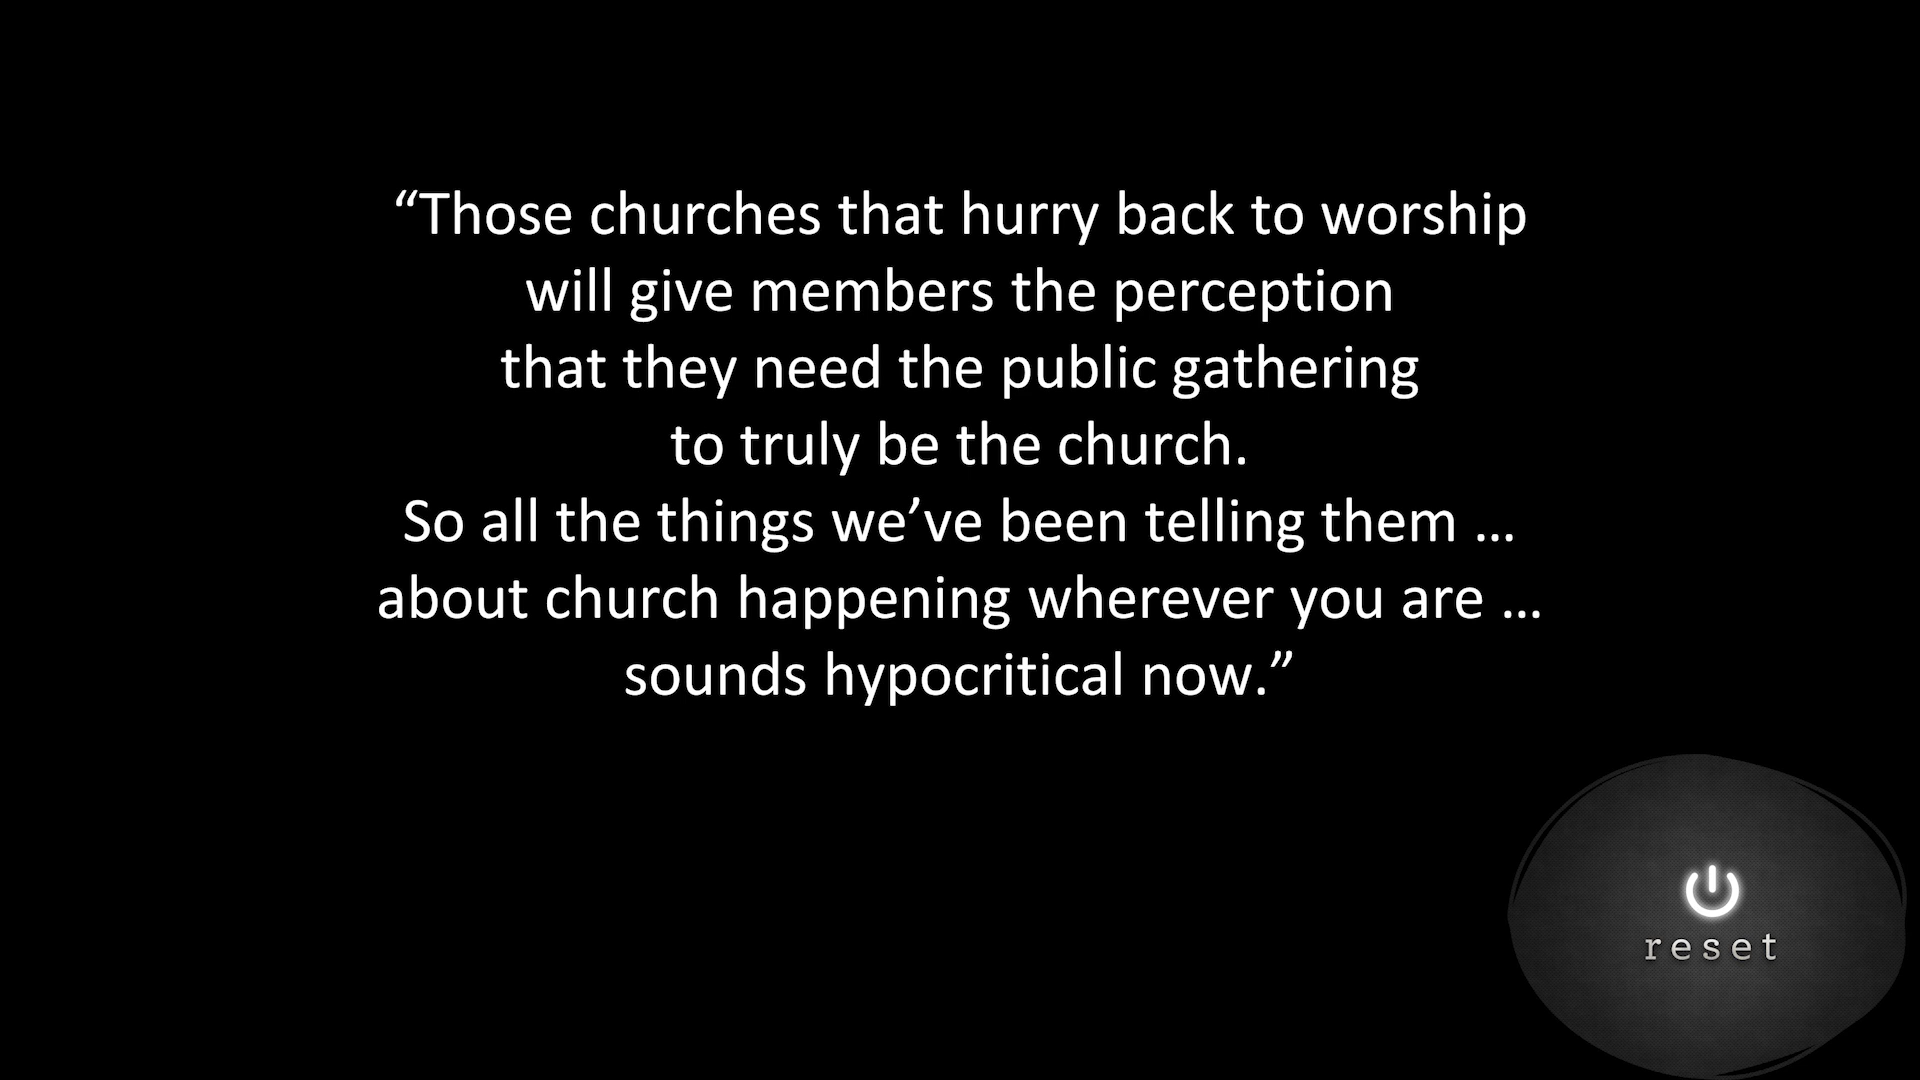 “Those churches that hurry back to worship
will give members the perception
that they need the public gathering
to truly be the church.
So all the things we’ve been telling them …
about church happening wherever you are …
sounds hypocritical now.”
reset